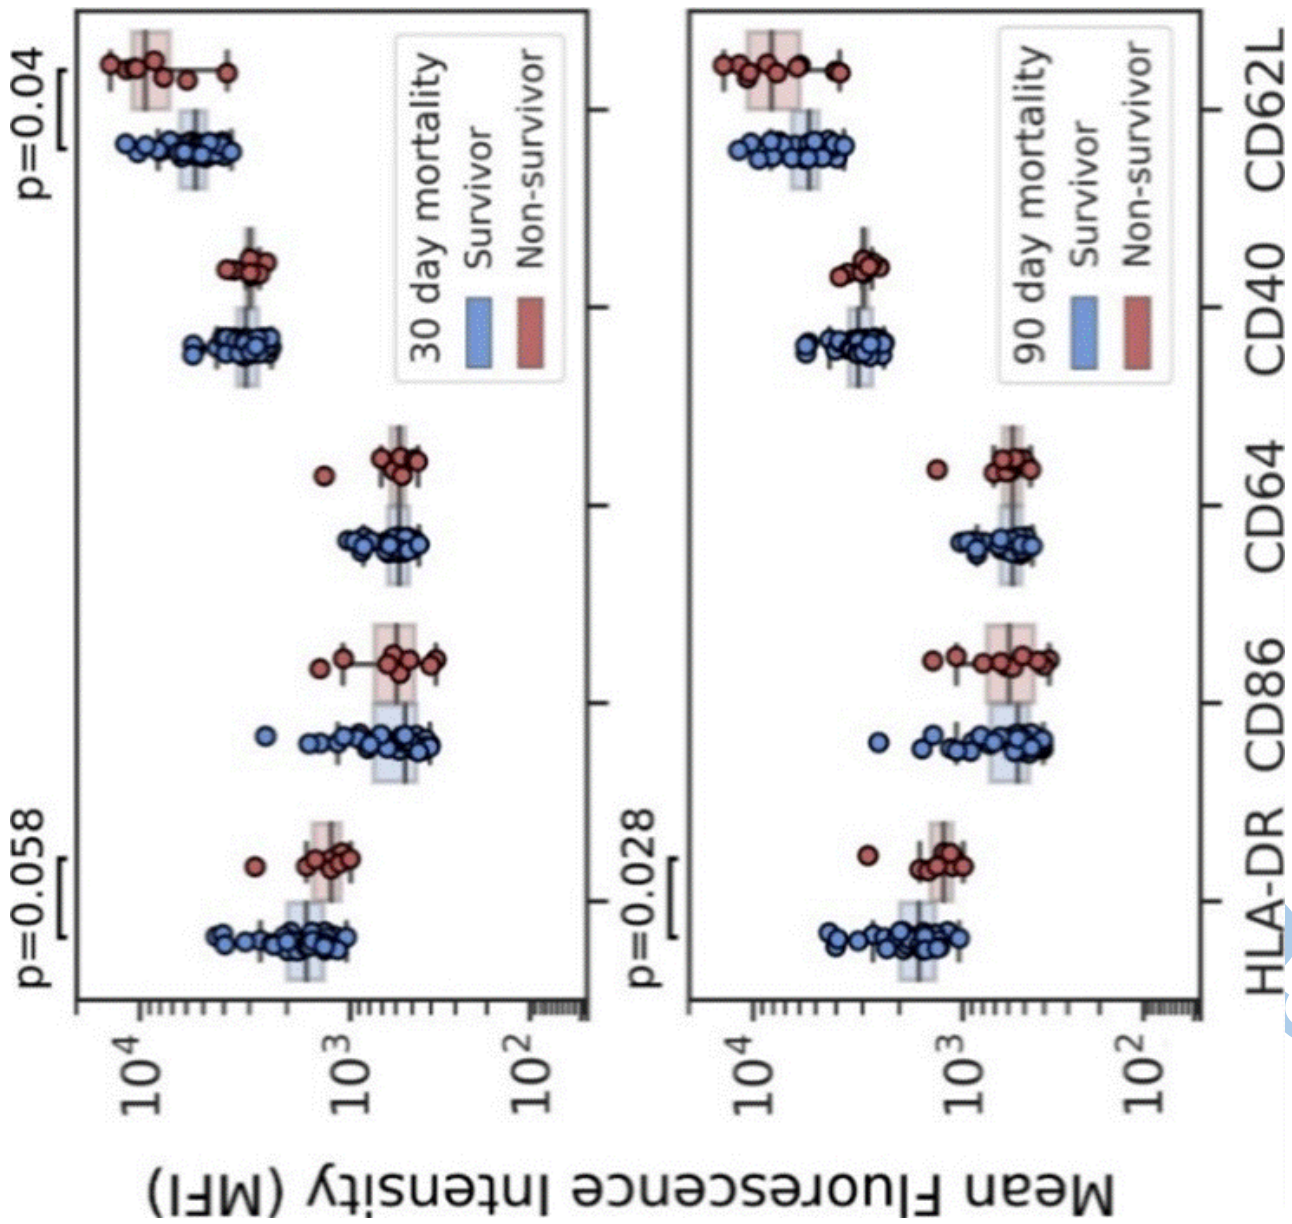 p=0.058
p=0.04
10⁴
10³
10²
30 day mortality
Survivor
Non-survivor
p=0.028
10⁴
10³
10²
90 day mortality
Survivor
Non-survivor
HLA-DR CD86 CD64 CD40 CD62L
Mean Fluorescence Intensity (MFI)